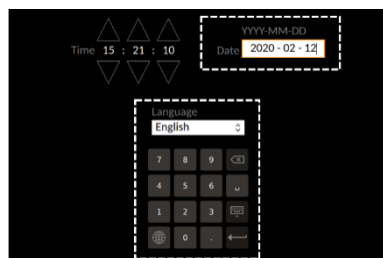 YYYY-MM-DD
Time 15 : 21 : 10
Date 2020 - 02 - 12
Language
English
7 8 9
4 5 6
1 2 3
0 .